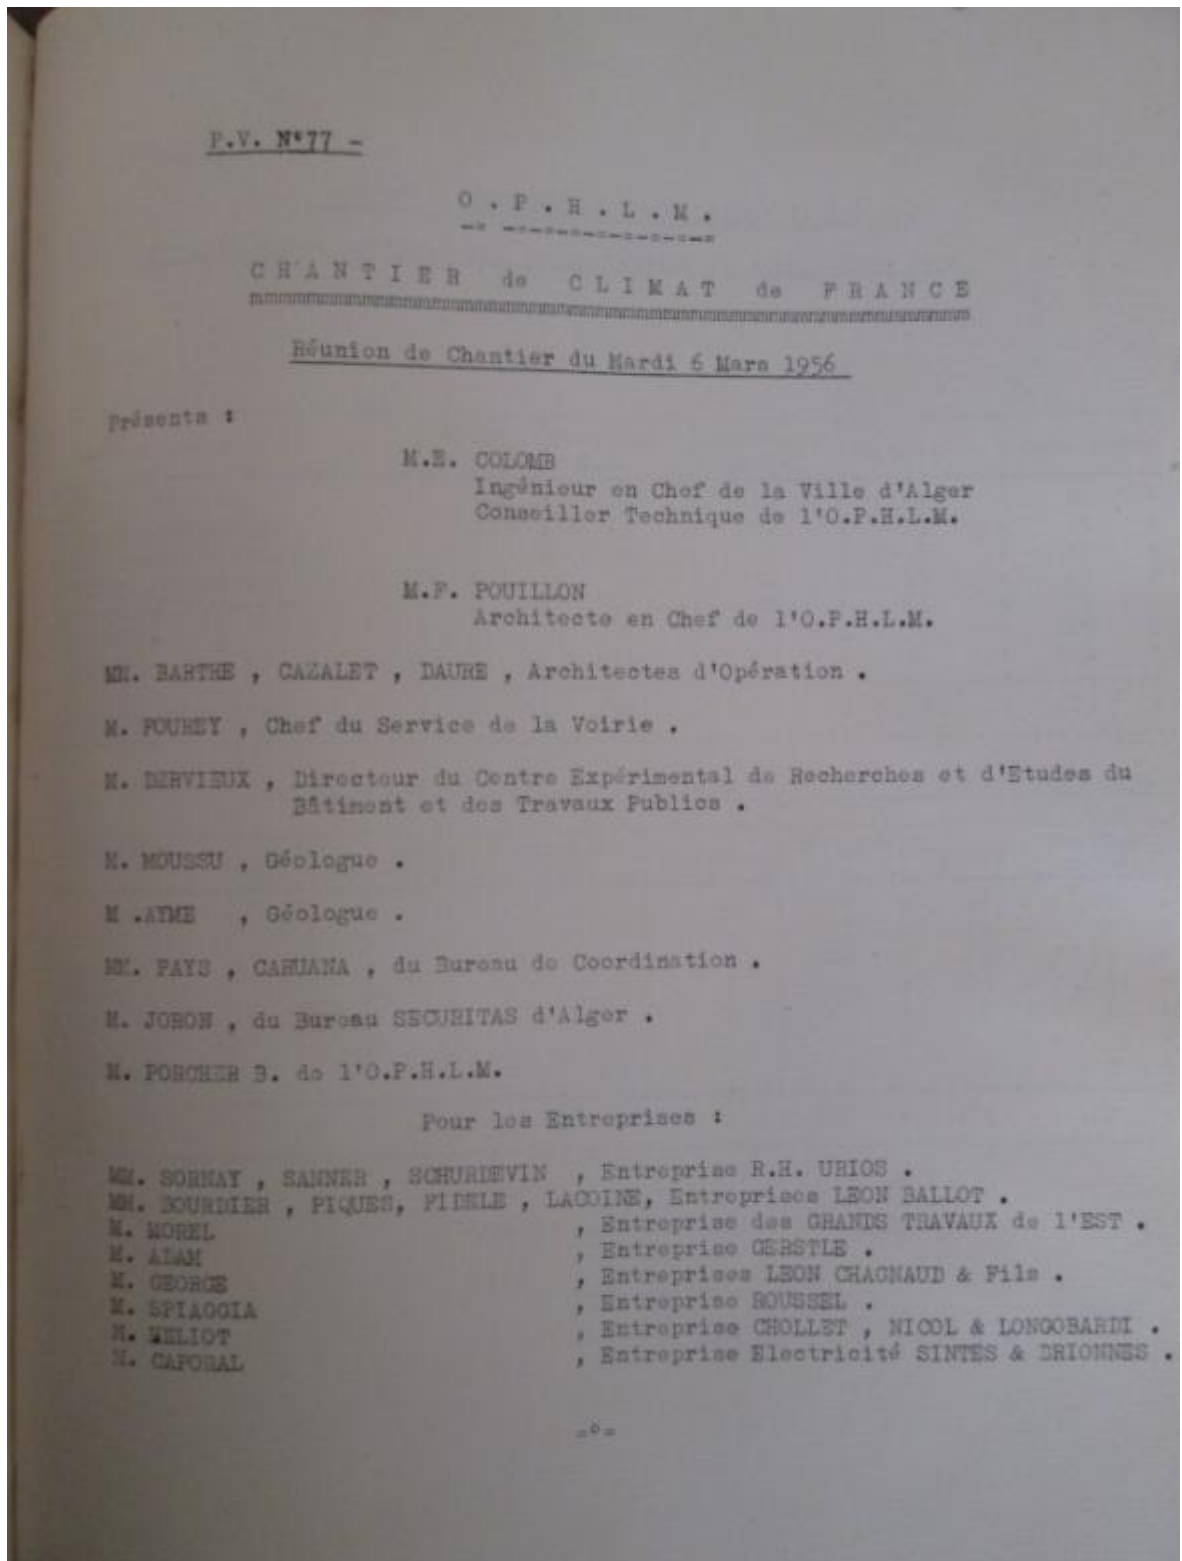 P.V. N°77 -
O . P . H . L . M .
-= -=-=-=-=-=-=-=-=
CHANTIER de CLIMAT de FRANCE
Réunion de Chantier du Mardi 6 Mars 1956
Présents :
M.E. COLOMB
Ingénieur en Chef de la Ville d'Alger
Conseiller Technique de l'O.P.H.L.M.
M.F. POUILLON
Architecte en Chef de l'O.P.H.L.M.
MM. BARTHE , CAZALET , DAURE , Architectes d'Opération .
M. FOUREY , Chef du Service de la Voirie .
M. DERVIEUX , Directeur du Centre Expérimental de Recherches et d'Etudes du
Bâtiment et des Travaux Publics .
M. MOUSSU , Géologue .
M .AYME , Géologue .
MM. PAYS , CARUANA , du Bureau de Coordination .
M. JORON , du Bureau SECURITAS d'Alger .
M. PORCHER B. de l'O.P.H.L.M.
Pour les Entreprises :
MM. SORNAY , SANNER , SCHURDEVIN , Entreprise R.H. URIOS .
MM. BOURDIER , PIQUES, FIDELE , LACOINE, Entreprises LEON BALLOT .
M. MOREL , Entreprise des GRANDS TRAVAUX de l'EST .
M. ADAM , Entreprise GERSTLE .
M. GEORGE , Entreprises LEON CHAGNAUD & Fils .
M. SPIAGGIA , Entreprise ROUSSEL .
M. MELIOT , Entreprise CHOLLET , NICOL & LONGOBARDI .
M. CAPORAL , Entreprise Electricité SINTES & BRIONNES .
=°=